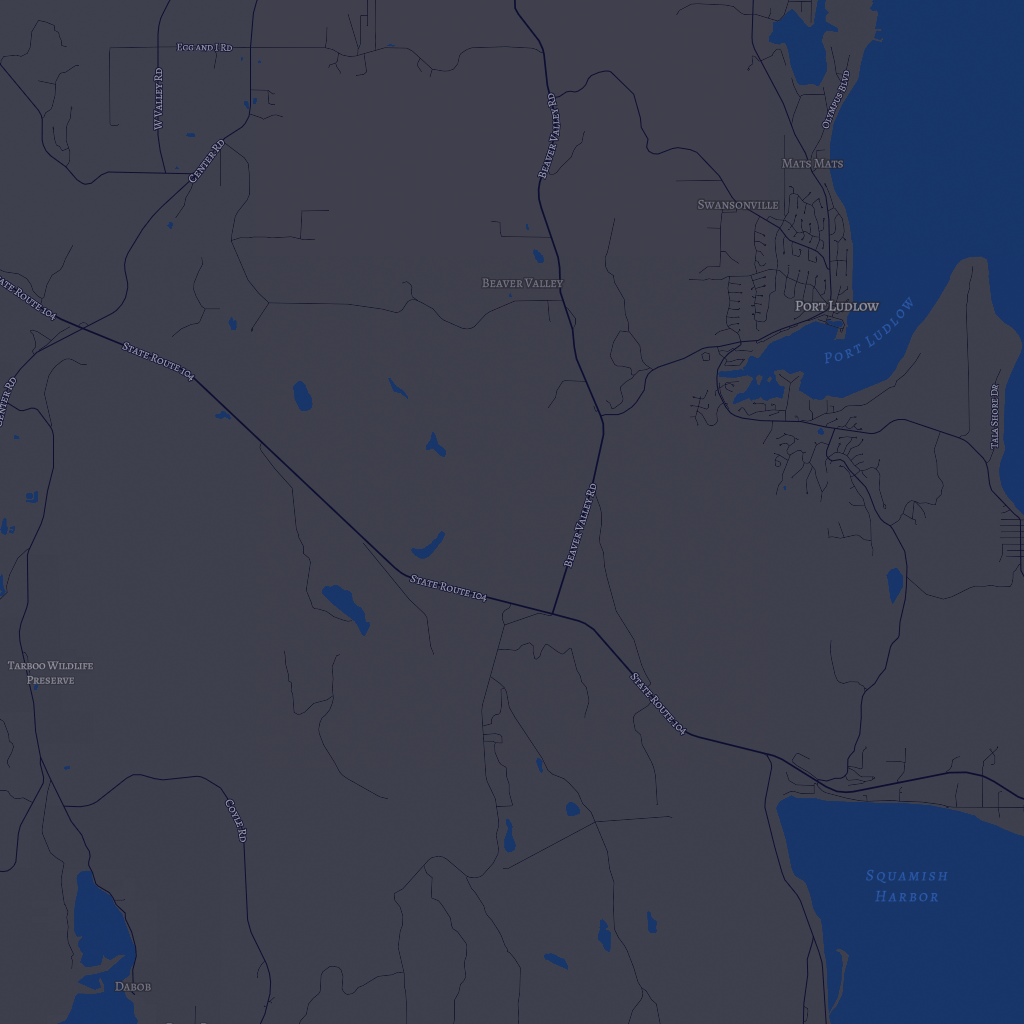 Egg and I Rd
W Valley Rd
Center Rd
Beaver Valley Rd
Olympus Blvd
Mats Mats
Swansonville
Beaver Valley
Port Ludlow
Port Ludlow
State Route 104
State Route 104
Center Rd
Tala Shore Dr
Beaver Valley Rd
State Route 104
Tarboo Wildlife
Preserve
State Route 104
Coyle Rd
Squamish
Harbor
Dabob